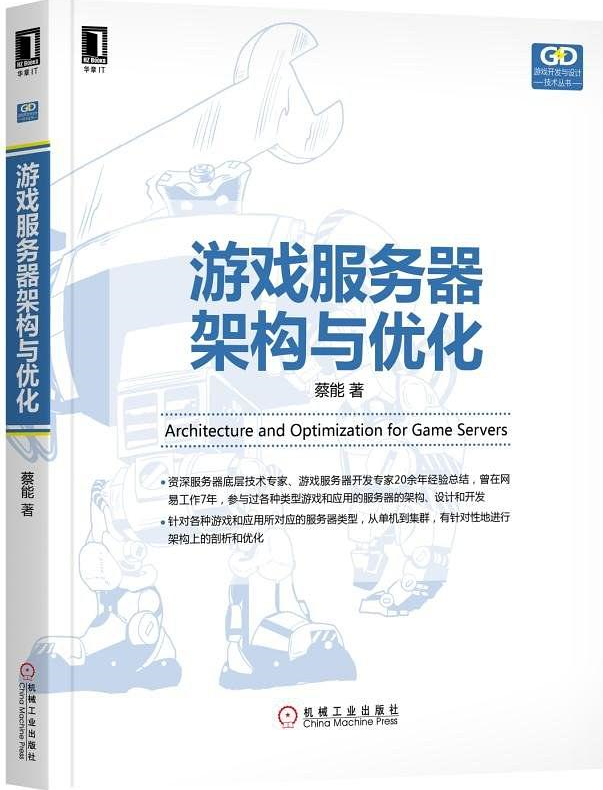 HZ Books
华章IT
GD
游戏服务器架构与优化
蔡能 著
机械工业出版社
China Machine Press
GD
游戏开发与设计
技术丛书
游戏服务器
架构与优化
蔡能 著
Architecture and Optimization for Game Servers
资深服务器底层技术专家、游戏服务器开发专家20余年经验总结，曾在网
易工作7年，参与过各种类型游戏和应用的服务器的架构、设计和开发
针对各种游戏和应用所对应的服务器类型，从单机到集群，有针对性地进行
架构上的剖析和优化
机械工业出版社
China Machine Press